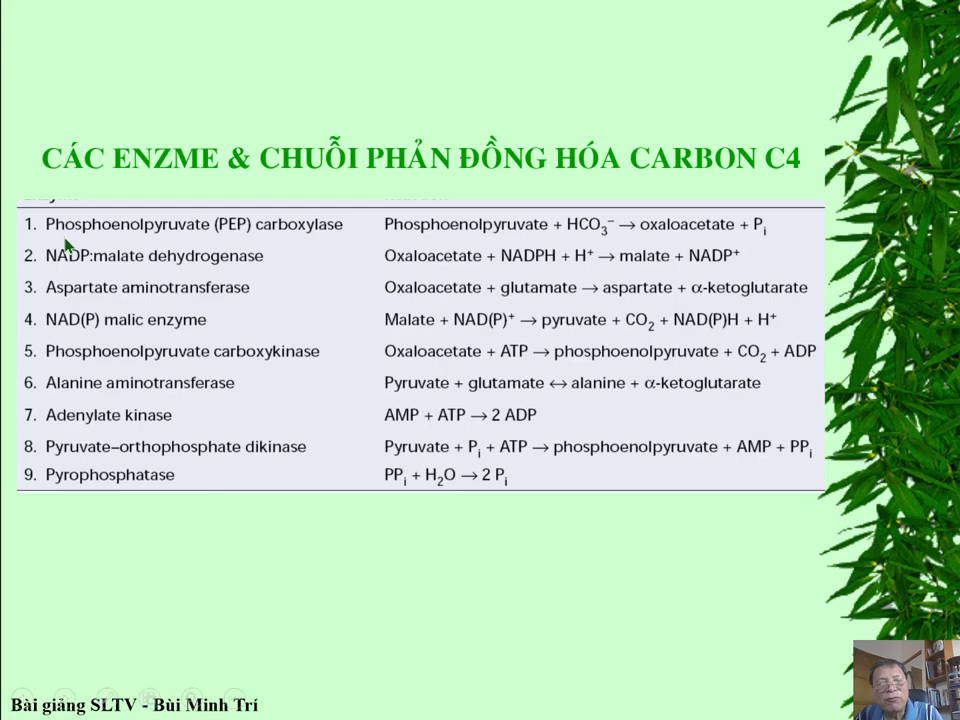 CÁC ENZME & CHUỖI PHẢN ĐỒNG HÓA CARBON C4
1. Phosphoenolpyruvate (PEP) carboxylase Phosphoenolpyruvate + HCO₃⁻ → oxaloacetate + Pᵢ
2. NADP:malate dehydrogenase Oxaloacetate + NADPH + H⁺ → malate + NADP⁺
3. Aspartate aminotransferase Oxaloacetate + glutamate → aspartate + α-ketoglutarate
4. NAD(P) malic enzyme Malate + NAD(P)⁺ → pyruvate + CO₂ + NAD(P)H + H⁺
5. Phosphoenolpyruvate carboxykinase Oxaloacetate + ATP → phosphoenolpyruvate + CO₂ + ADP
6. Alanine aminotransferase Pyruvate + glutamate ↔ alanine + α-ketoglutarate
7. Adenylate kinase AMP + ATP → 2 ADP
8. Pyruvate–orthophosphate dikinase Pyruvate + Pᵢ + ATP → phosphoenolpyruvate + AMP + PPᵢ
9. Pyrophosphatase PPᵢ + H₂O → 2 Pᵢ
Bài giảng SLTV - Bùi Minh Trí